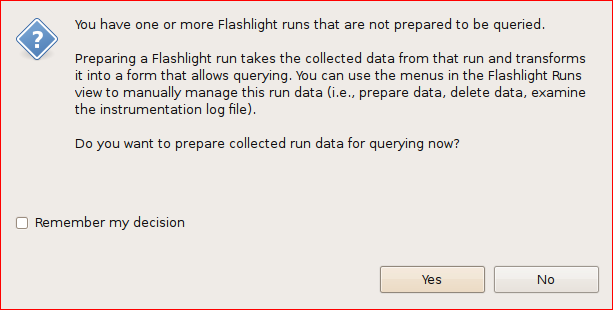 You have one or more Flashlight runs that are not prepared to be queried.
Preparing a Flashlight run takes the collected data from that run and transforms
it into a form that allows querying. You can use the menus in the Flashlight Runs
view to manually manage this run data (i.e., prepare data, delete data, examine
the instrumentation log file).
Do you want to prepare collected run data for querying now?
Remember my decision
Yes
No